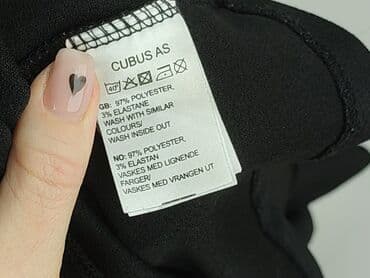 CUBUS AS
40°
GB: 97% POLYESTER,
3% ELASTANE
WASH WITH SIMILAR
COLOURS/
WASH INSIDE OUT
NO: 97% POLYESTER,
3% ELASTAN
VASKES MED LIGNENDE
FARGER/
VASKES MED VRANGEN UT